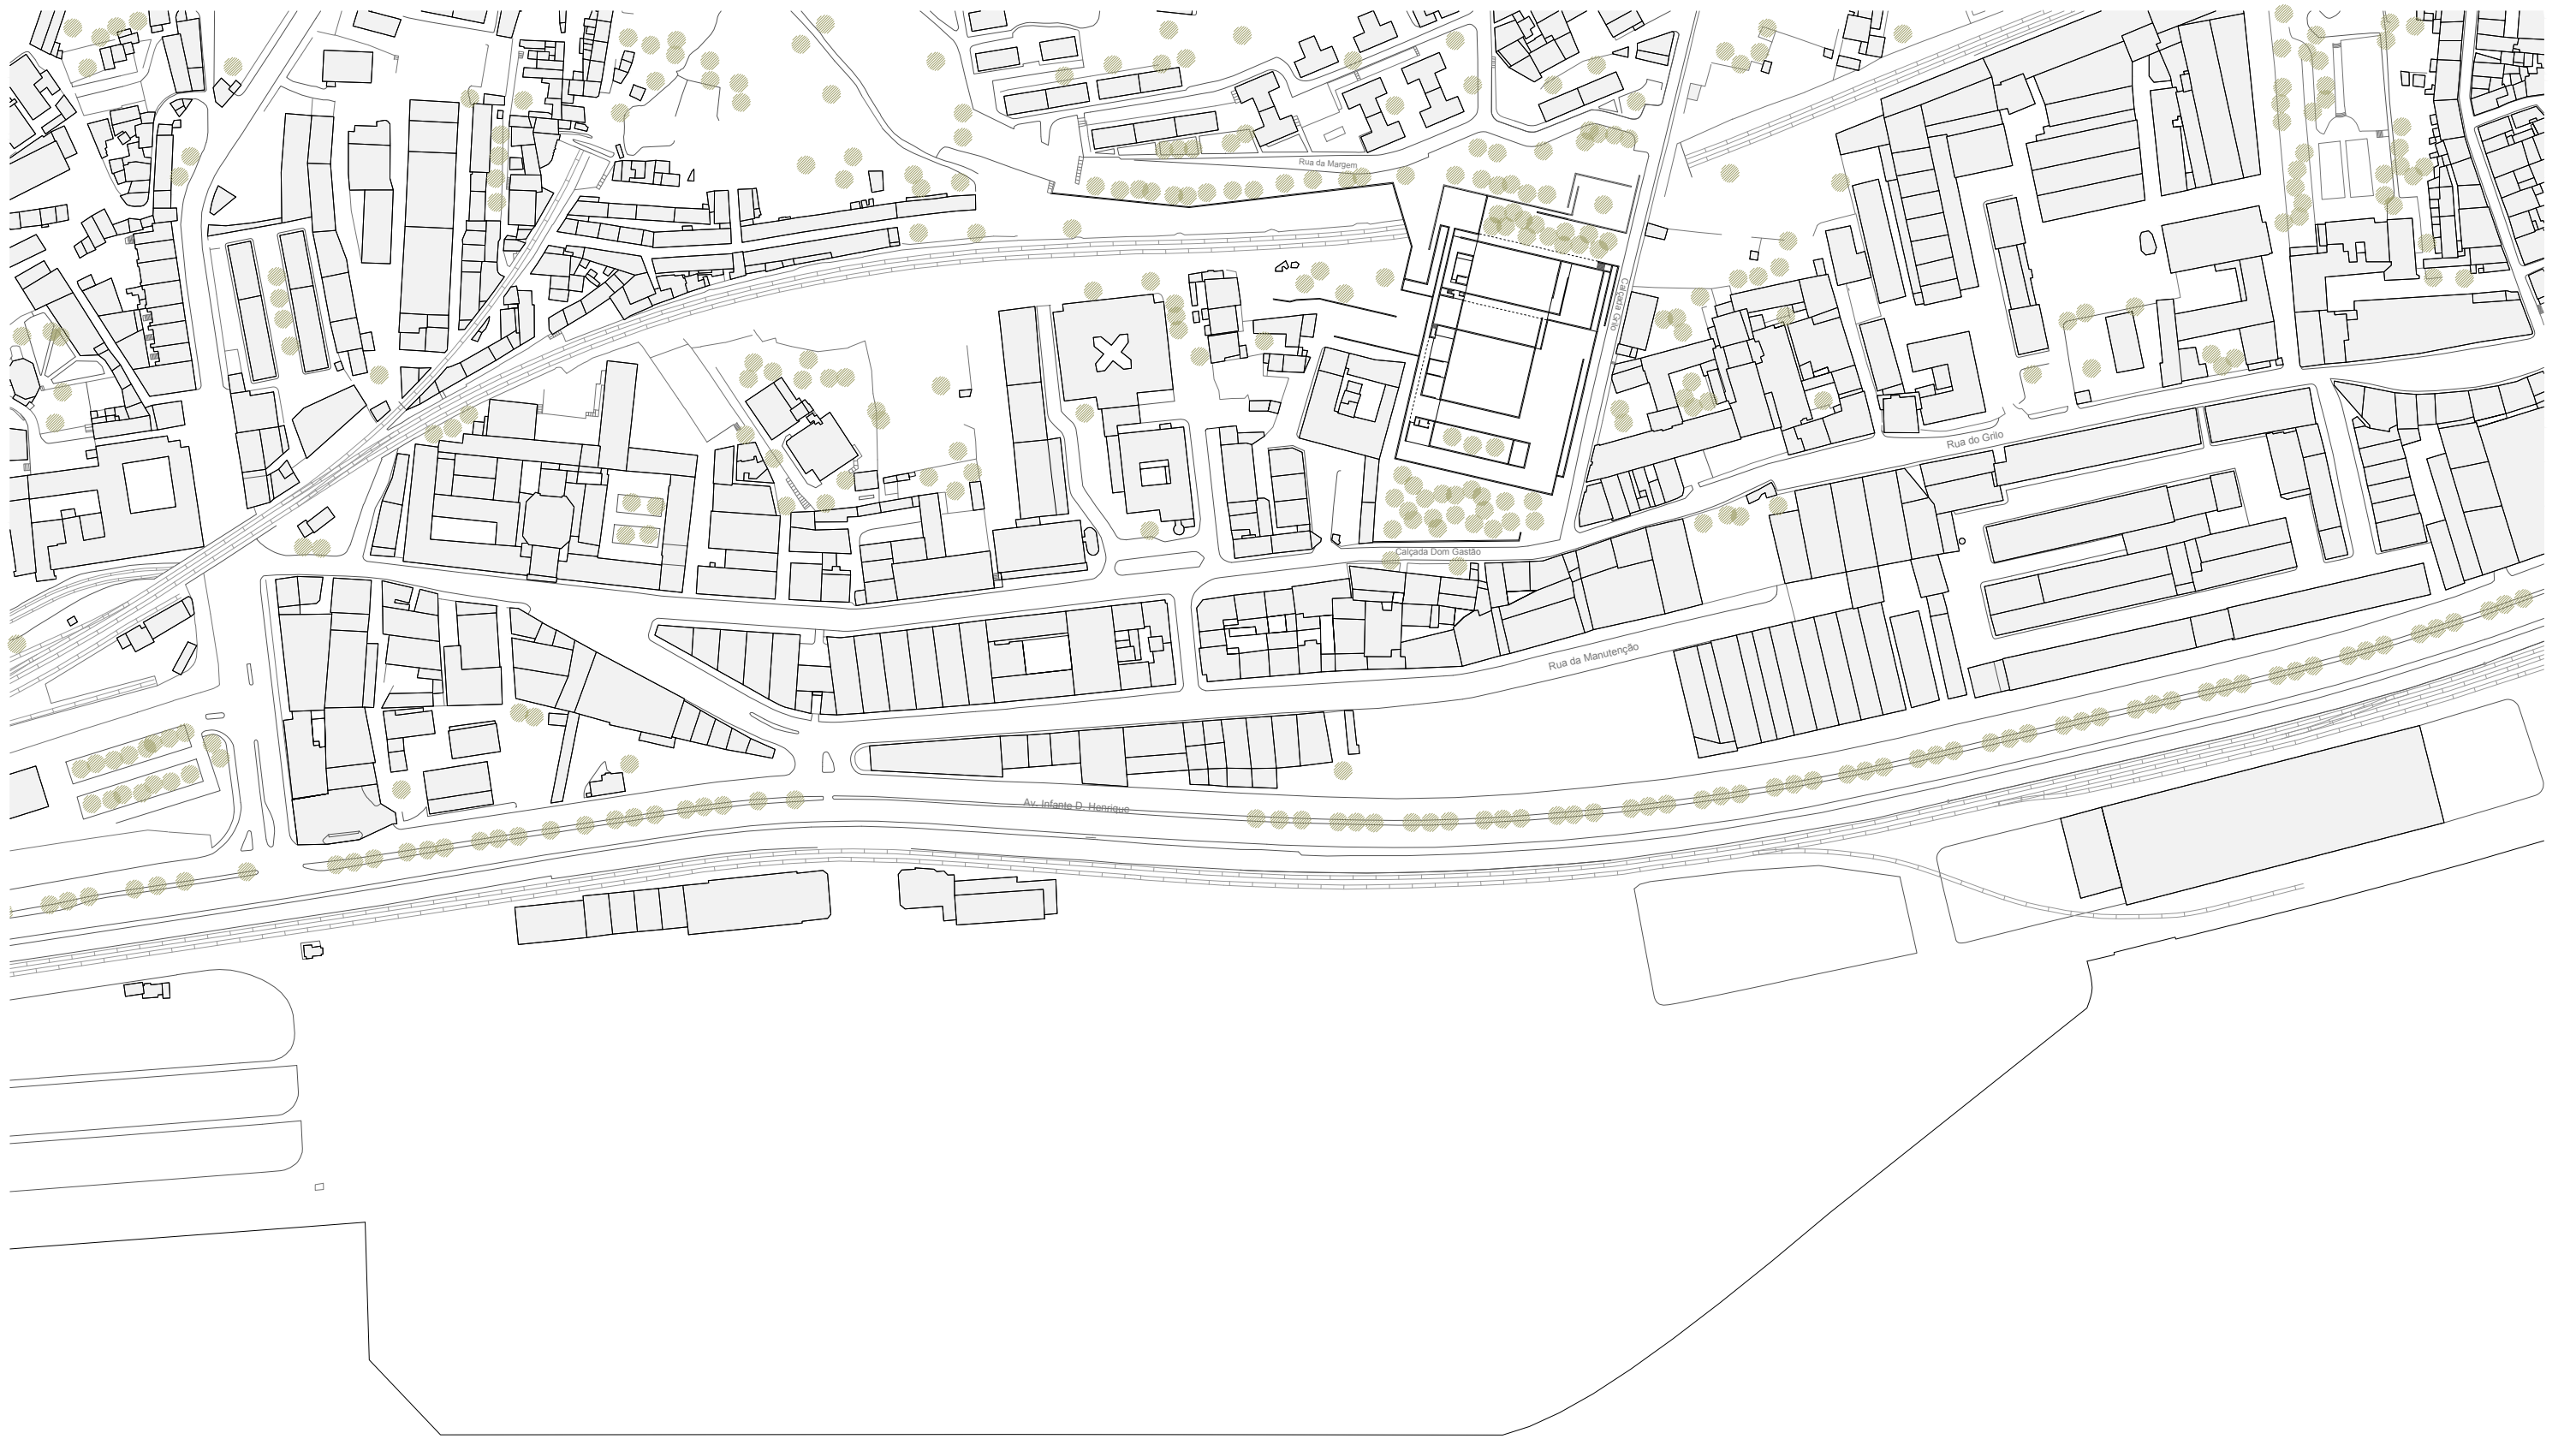 Rua da Margem
Calçada Grilo
Rua do Grilo
Calçada Dom Gastão
Rua da Manutenção
Av. Infante D. Henrique